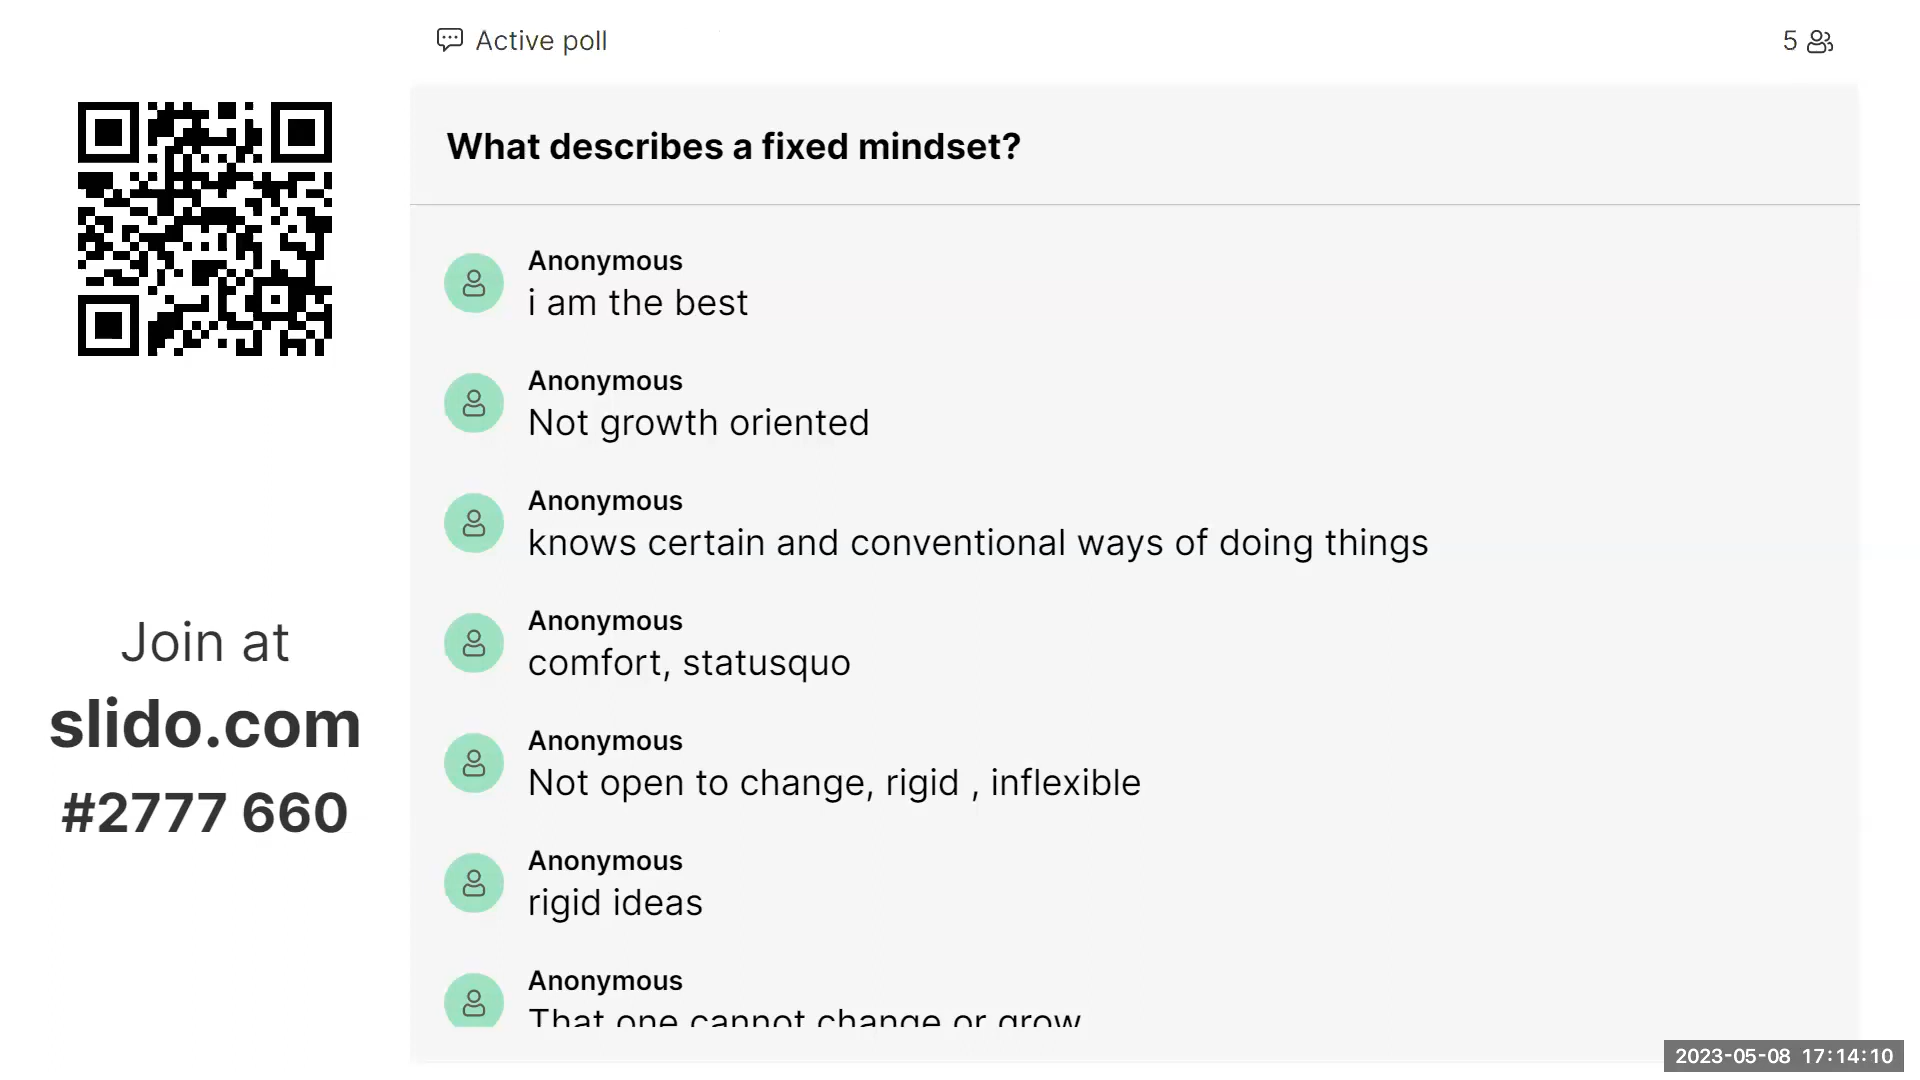 Active poll
5
What describes a fixed mindset?
Anonymous
i am the best
Anonymous
Not growth oriented
Anonymous
knows certain and conventional ways of doing things
Anonymous
comfort, statusquo
Anonymous
Not open to change, rigid , inflexible
Anonymous
rigid ideas
Anonymous
That one cannot change or grow
Join at
slido.com
#2777 660
2023-05-08 17:14:10